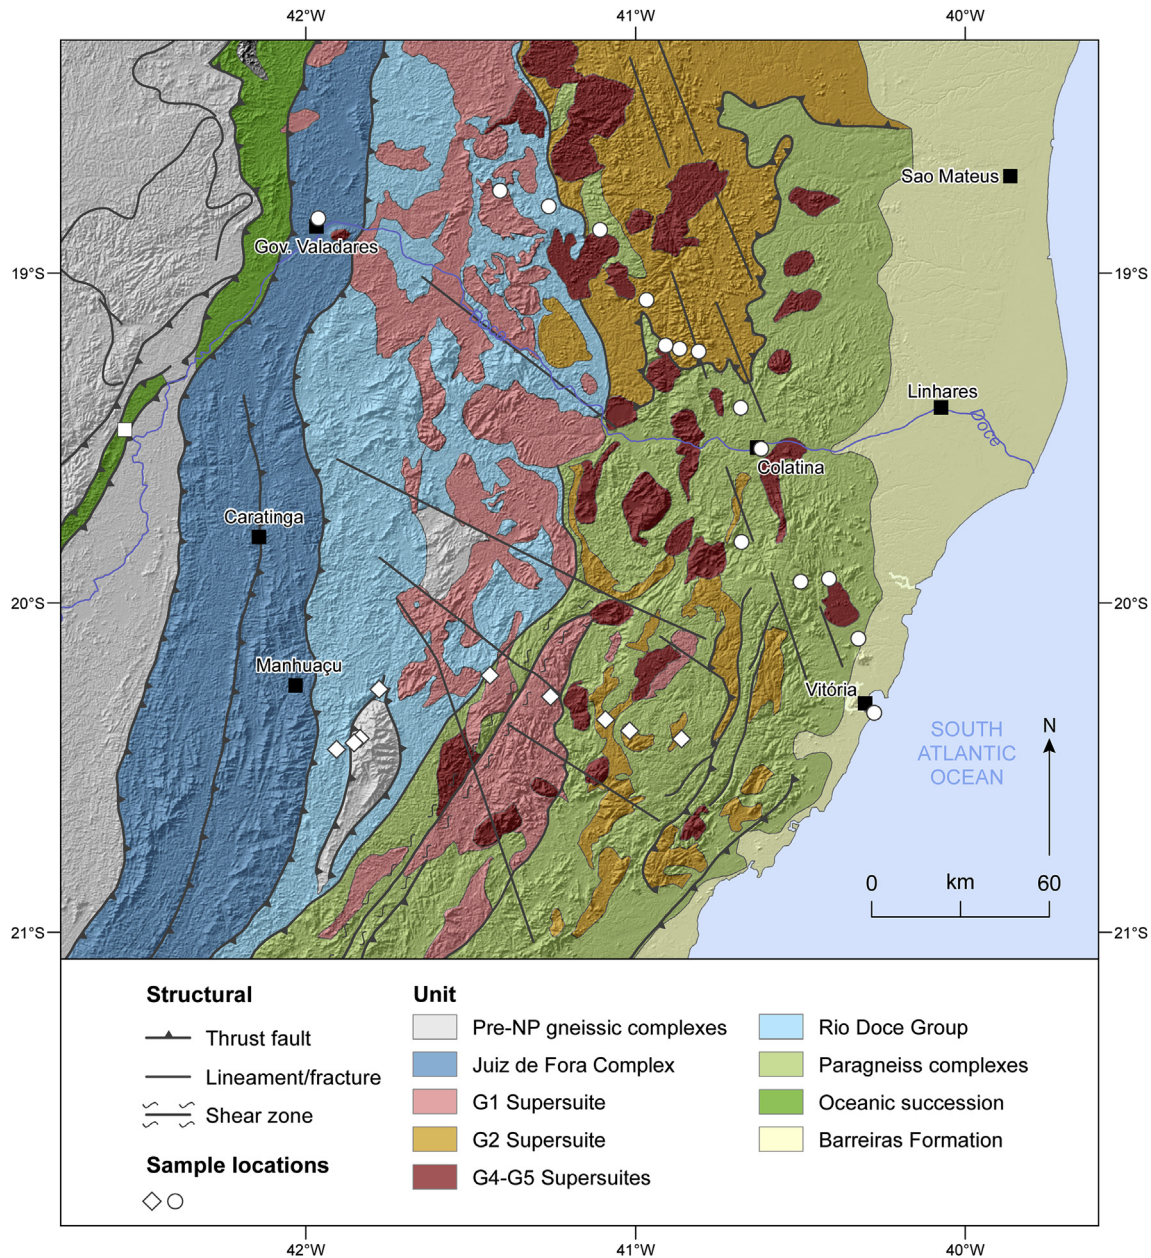 42°W
41°W
40°W
Sao Mateus
Gov. Valadares
19°S
19°S
Linhares
Doce
Colatina
Caratinga
20°S
20°S
Manhuaçu
Vitória
SOUTH
ATLANTIC
OCEAN
N
0 km 60
21°S
21°S
Structural
Thrust fault
Lineament/fracture
Shear zone
Sample locations
Unit
Pre-NP gneissic complexes
Juiz de Fora Complex
G1 Supersuite
G2 Supersuite
G4-G5 Supersuites
Rio Doce Group
Paragneiss complexes
Oceanic succession
Barreiras Formation
42°W
41°W
40°W